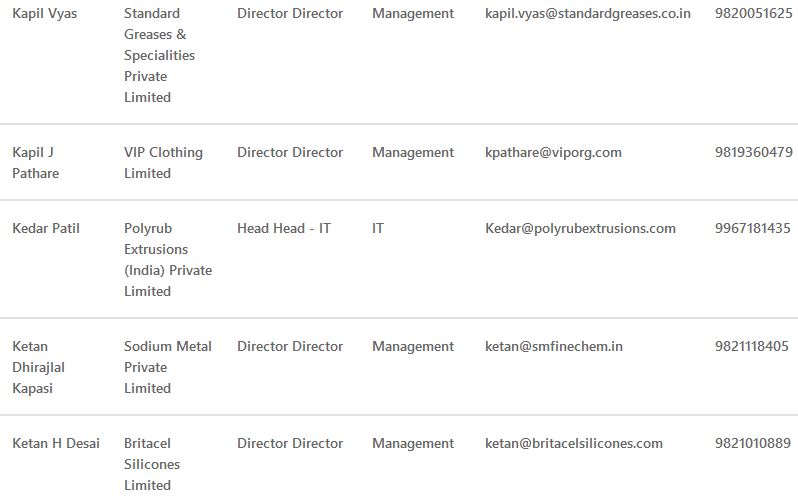 Kapil Vyas Standard Director Director Management kapil.vyas@standardgreases.co.in 9820051625
Greases &
Specialities
Private
Limited
Kapil J VIP Clothing Director Director Management kpathare@viporg.com 9819360479
Pathare Limited
Kedar Patil Polyrub Head Head - IT IT Kedar@polyrubextrusions.com 9967181435
Extrusions
(India) Private
Limited
Ketan Sodium Metal Director Director Management ketan@smfinechem.in 9821118405
Dhirajlal Private
Kapasi Limited
Ketan H Desai Britacel Director Director Management ketan@britacelsilicones.com 9821010889
Silicones
Limited